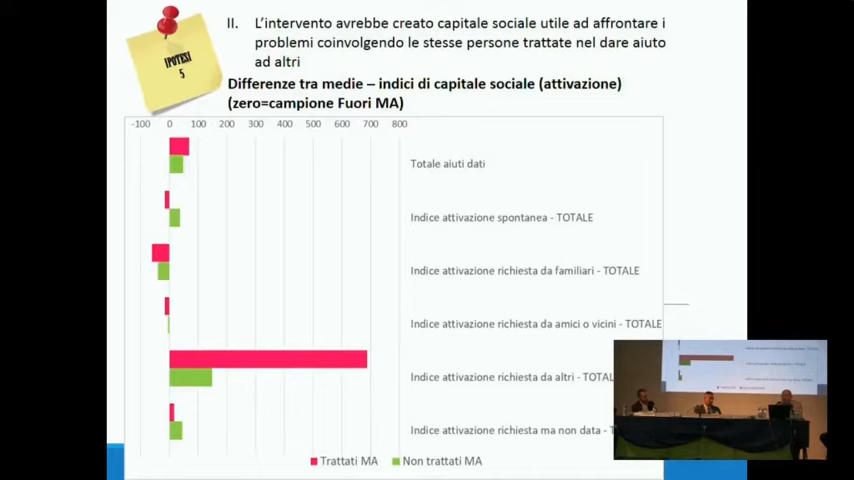 IPOTESI
5
II. L'intervento avrebbe creato capitale sociale utile ad affrontare i
problemi coinvolgendo le stesse persone trattate nel dare aiuto
ad altri
Differenze tra medie – indici di capitale sociale (attivazione)
(zero=campione Fuori MA)
-100 0 100 200 300 400 500 600 700 800
Totale aiuti dati
Indice attivazione spontanea - TOTALE
Indice attivazione richiesta da familiari - TOTALE
Indice attivazione richiesta da amici o vicini - TOTALE
Indice attivazione richiesta da altri - TOTAL
Indice attivazione richiesta ma non data - T
Trattati MA Non trattati MA